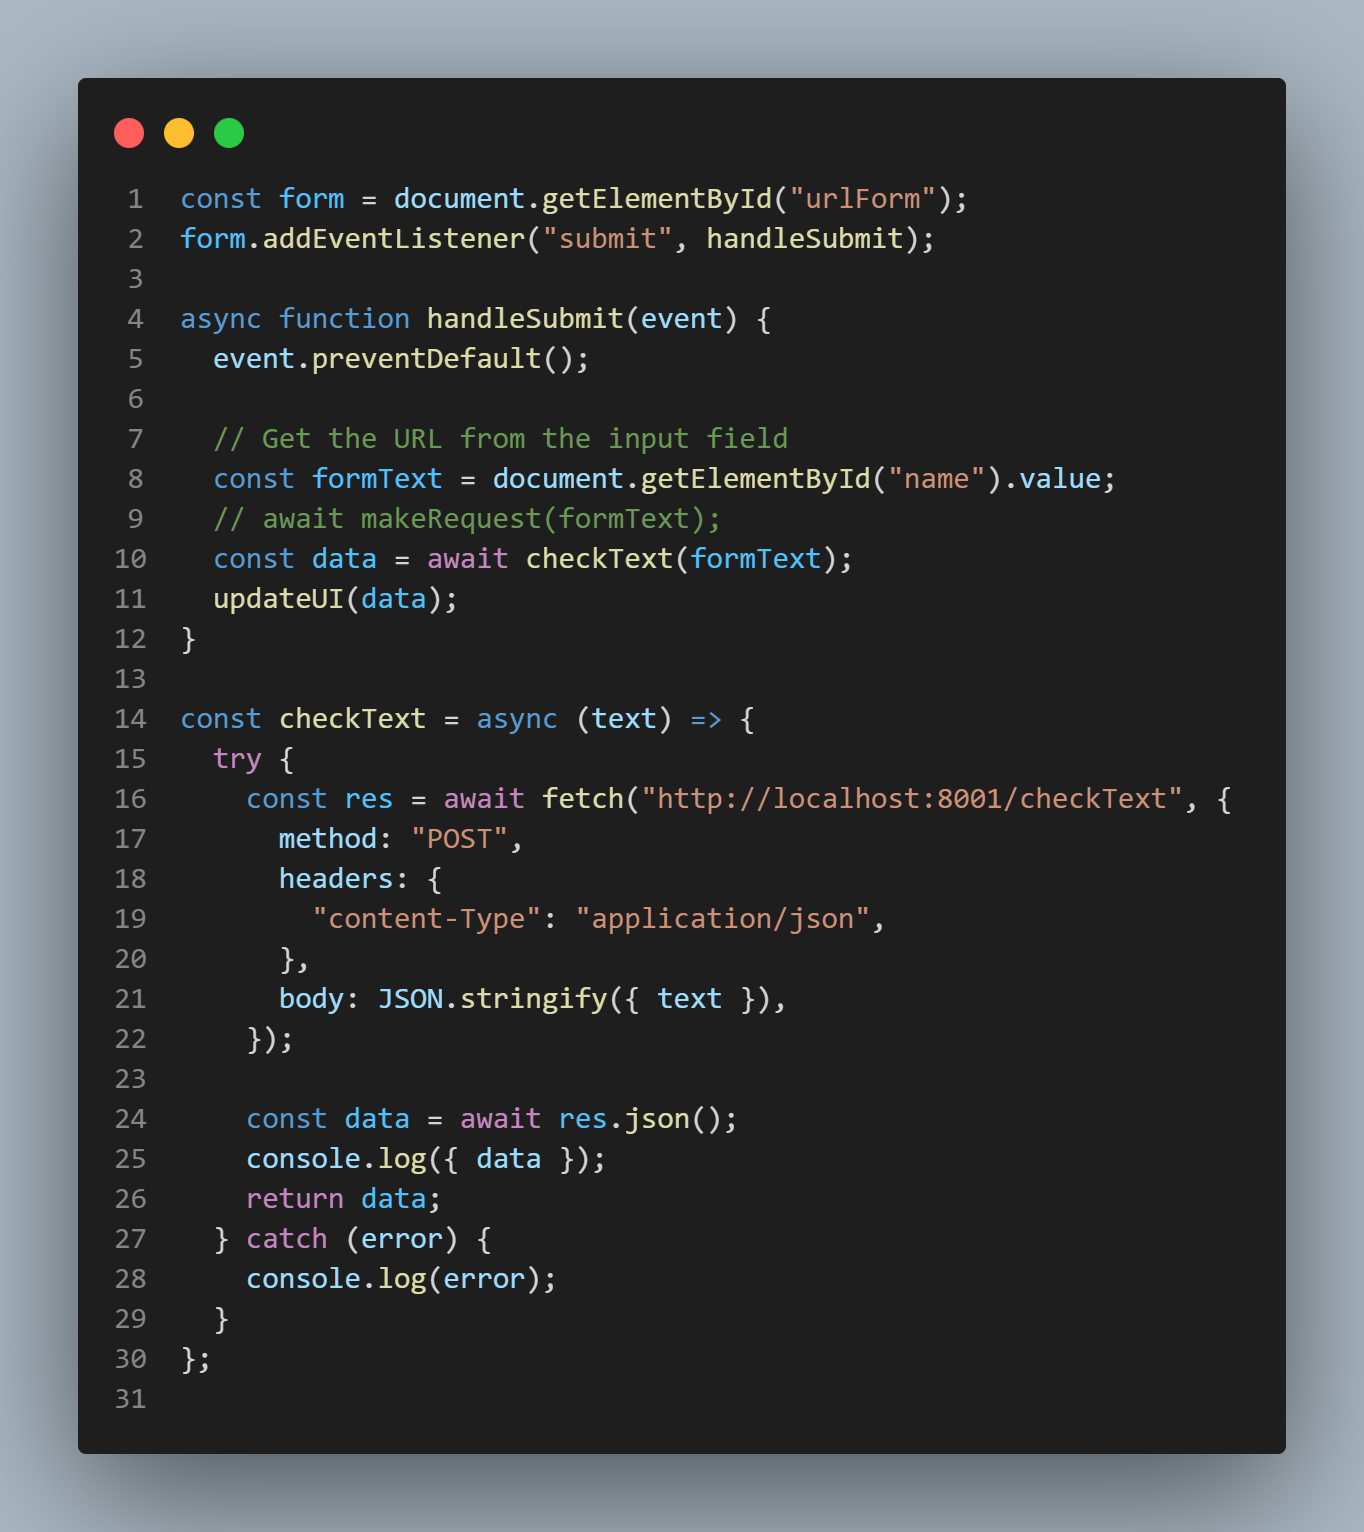 1 const form = document.getElementById("urlForm");
2 form.addEventListener("submit", handleSubmit);
3
4 async function handleSubmit(event) {
5   event.preventDefault();
6
7   // Get the URL from the input field
8   const formText = document.getElementById("name").value;
9   // await makeRequest(formText);
10   const data = await checkText(formText);
11   updateUI(data);
12 }
13
14 const checkText = async (text) => {
15   try {
16     const res = await fetch("http://localhost:8001/checkText", {
17       method: "POST",
18       headers: {
19         "content-Type": "application/json",
20       },
21       body: JSON.stringify({ text }),
22     });
23
24     const data = await res.json();
25     console.log({ data });
26     return data;
27   } catch (error) {
28     console.log(error);
29   }
30 };
31